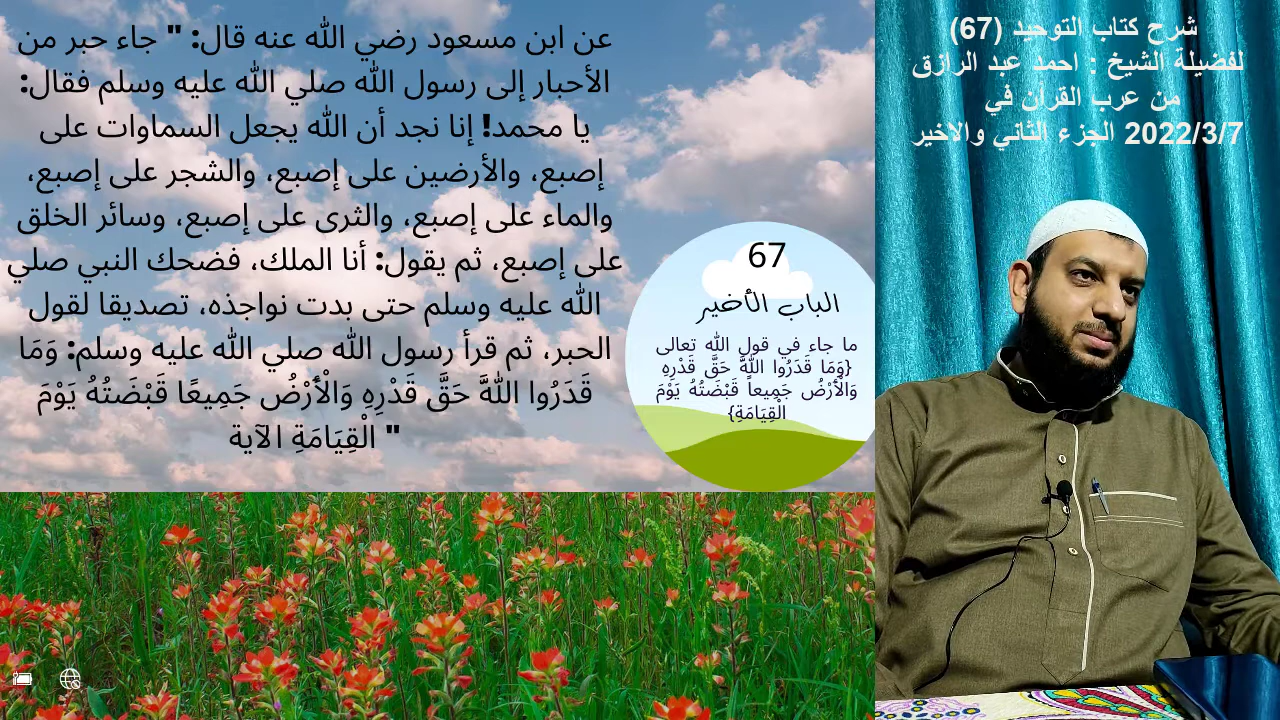 شرح كتاب التوحيد (67)
لفضيلة الشيخ : احمد عبد الرازق
من عرب القرآن في
2022/3/7 الجزء الثاني والاخير
عن ابن مسعود رضي الله عنه قال: " جاء حبر من
الأحبار إلى رسول الله صلي الله عليه وسلم فقال:
يا محمد! إنا نجد أن الله يجعل السماوات على
إصبع، والأرضين على إصبع، والشجر على إصبع،
والماء على إصبع، والثرى على إصبع، وسائر الخلق
على إصبع، ثم يقول: أنا الملك، فضحك النبي صلي
الله عليه وسلم حتى بدت نواجذه، تصديقا لقول
الحبر، ثم قرأ رسول الله صلي الله عليه وسلم: وَمَا
قَدَرُوا اللَّهَ حَقَّ قَدْرِهِ وَالْأَرْضُ جَمِيعًا قَبْضَتُهُ يَوْمَ
الْقِيَامَةِ الآية "
67
الباب الأخير
ما جاء في قول الله تعالى
{وَمَا قَدَرُوا اللَّهَ حَقَّ قَدْرِهِ
وَالْأَرْضُ جَمِيعاً قَبْضَتُهُ يَوْمَ
الْقِيَامَةِ}